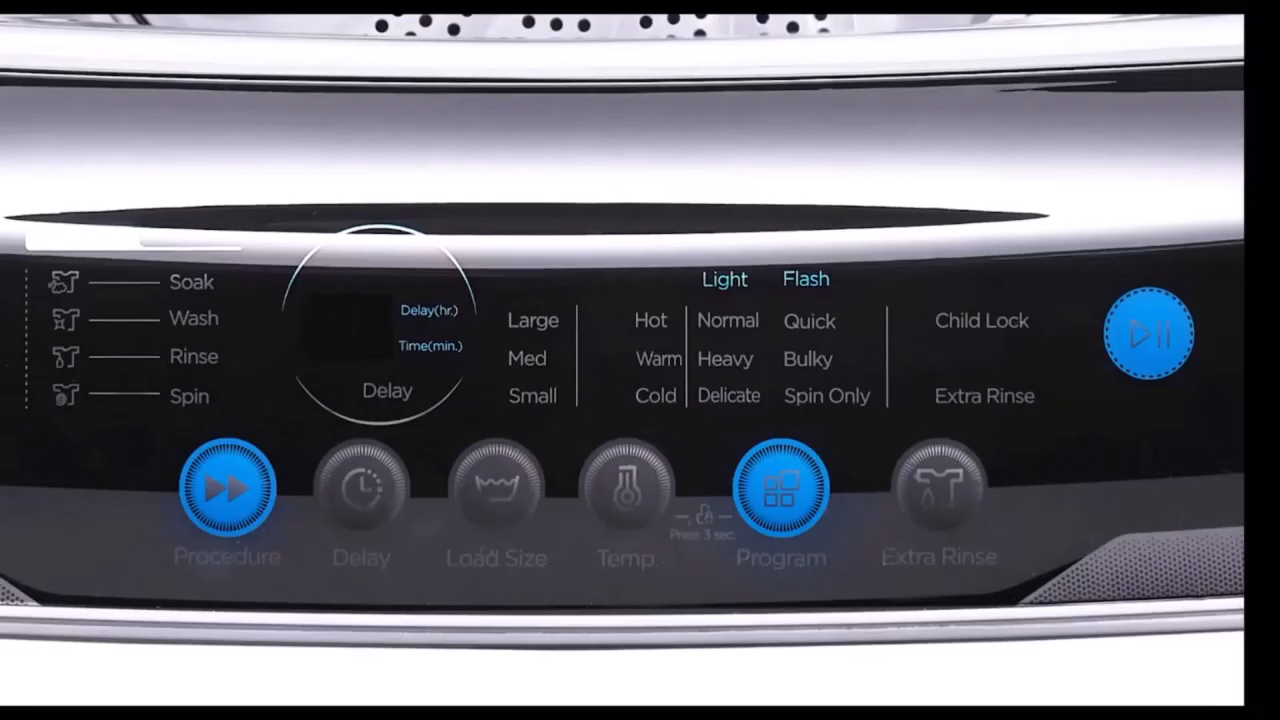 Soak
Wash
Rinse
Spin
Delay(hr.)
Time(min.)
Delay
Large
Med
Small
Hot
Warm
Cold
Light
Normal
Heavy
Delicate
Flash
Quick
Bulky
Spin Only
Child Lock
Extra Rinse
Procedure
Delay
Load Size
Temp.
Press 3 sec.
Program
Extra Rinse